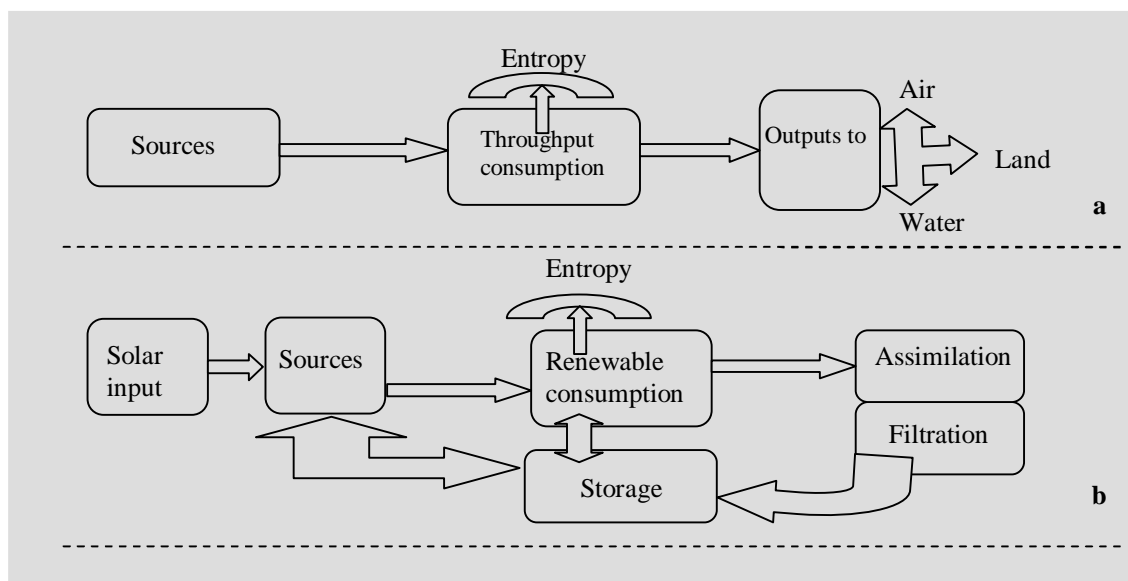 Entropy
Sources
Throughput
consumption
Outputs to
Air
Land
Water
a
Entropy
Solar
input
Sources
Renewable
consumption
Assimilation
Filtration
Storage
b